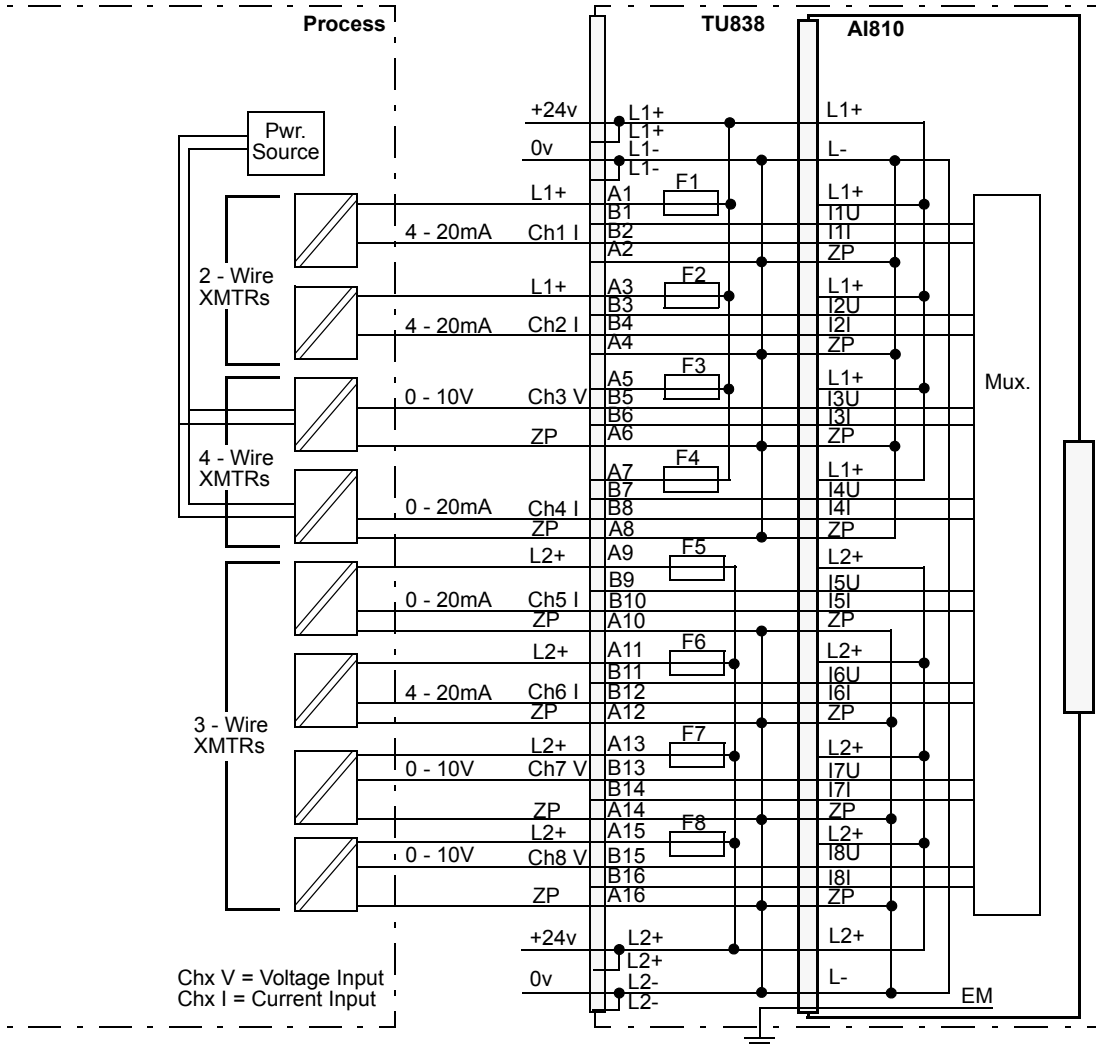 Process
TU838
AI810
+24v L1+ L1+
L1+
0v L1- L-
L1-
Pwr.
Source
L1+ A1 F1 L1+
B1 I1U
4 - 20mA Ch1 I B2 I1I
A2 ZP
2 - Wire
XMTRs
L1+ A3 F2 L1+
B3 I2U
4 - 20mA Ch2 I B4 I2I
A4 ZP
A5 F3 L1+
0 - 10V Ch3 V B5 I3U
B6 I3I
ZP A6 ZP
Mux.
4 - Wire
XMTRs
A7 F4 L1+
B7 I4U
0 - 20mA Ch4 I B8 I4I
ZP A8 ZP
L2+ A9 F5 L2+
B9 I5U
0 - 20mA Ch5 I B10 I5I
ZP A10 ZP
L2+ A11 F6 L2+
B11 I6U
4 - 20mA Ch6 I B12 I6I
ZP A12 ZP
3 - Wire
XMTRs
L2+ A13 F7 L2+
0 - 10V Ch7 V B13 I7U
B14 I7I
ZP A14 ZP
L2+ A15 F8 L2+
0 - 10V Ch8 V B15 I8U
B16 I8I
ZP A16 ZP
+24v L2+ L2+
L2+
0v L2- L-
L2-
EM
Chx V = Voltage Input
Chx I = Current Input